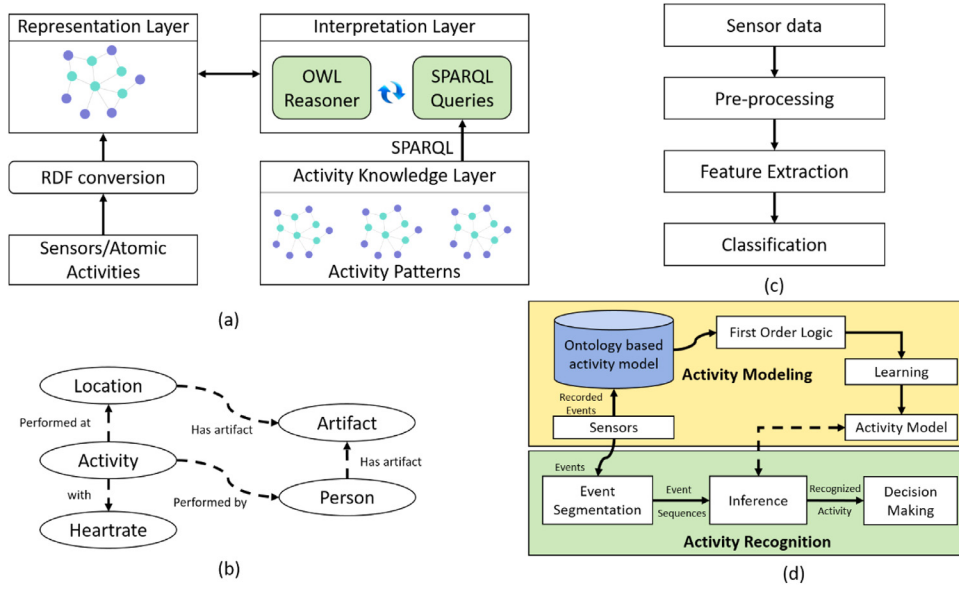 Representation Layer
Interpretation Layer
OWL
Reasoner
SPARQL
Queries
SPARQL
RDF conversion
Activity Knowledge Layer
Activity Patterns
Sensors/Atomic
Activities
(a)
Location
Performed at
Has artifact
Artifact
Activity
Has artifact
with
Performed by
Person
Heartrate
(b)
Sensor data
Pre-processing
Feature Extraction
Classification
(c)
Ontology based
activity model
First Order Logic
Activity Modeling
Learning
Recorded
Events
Sensors
Activity Model
Events
Event
Segmentation
Event
Sequences
Inference
Recognized
Activity
Decision
Making
Activity Recognition
(d)